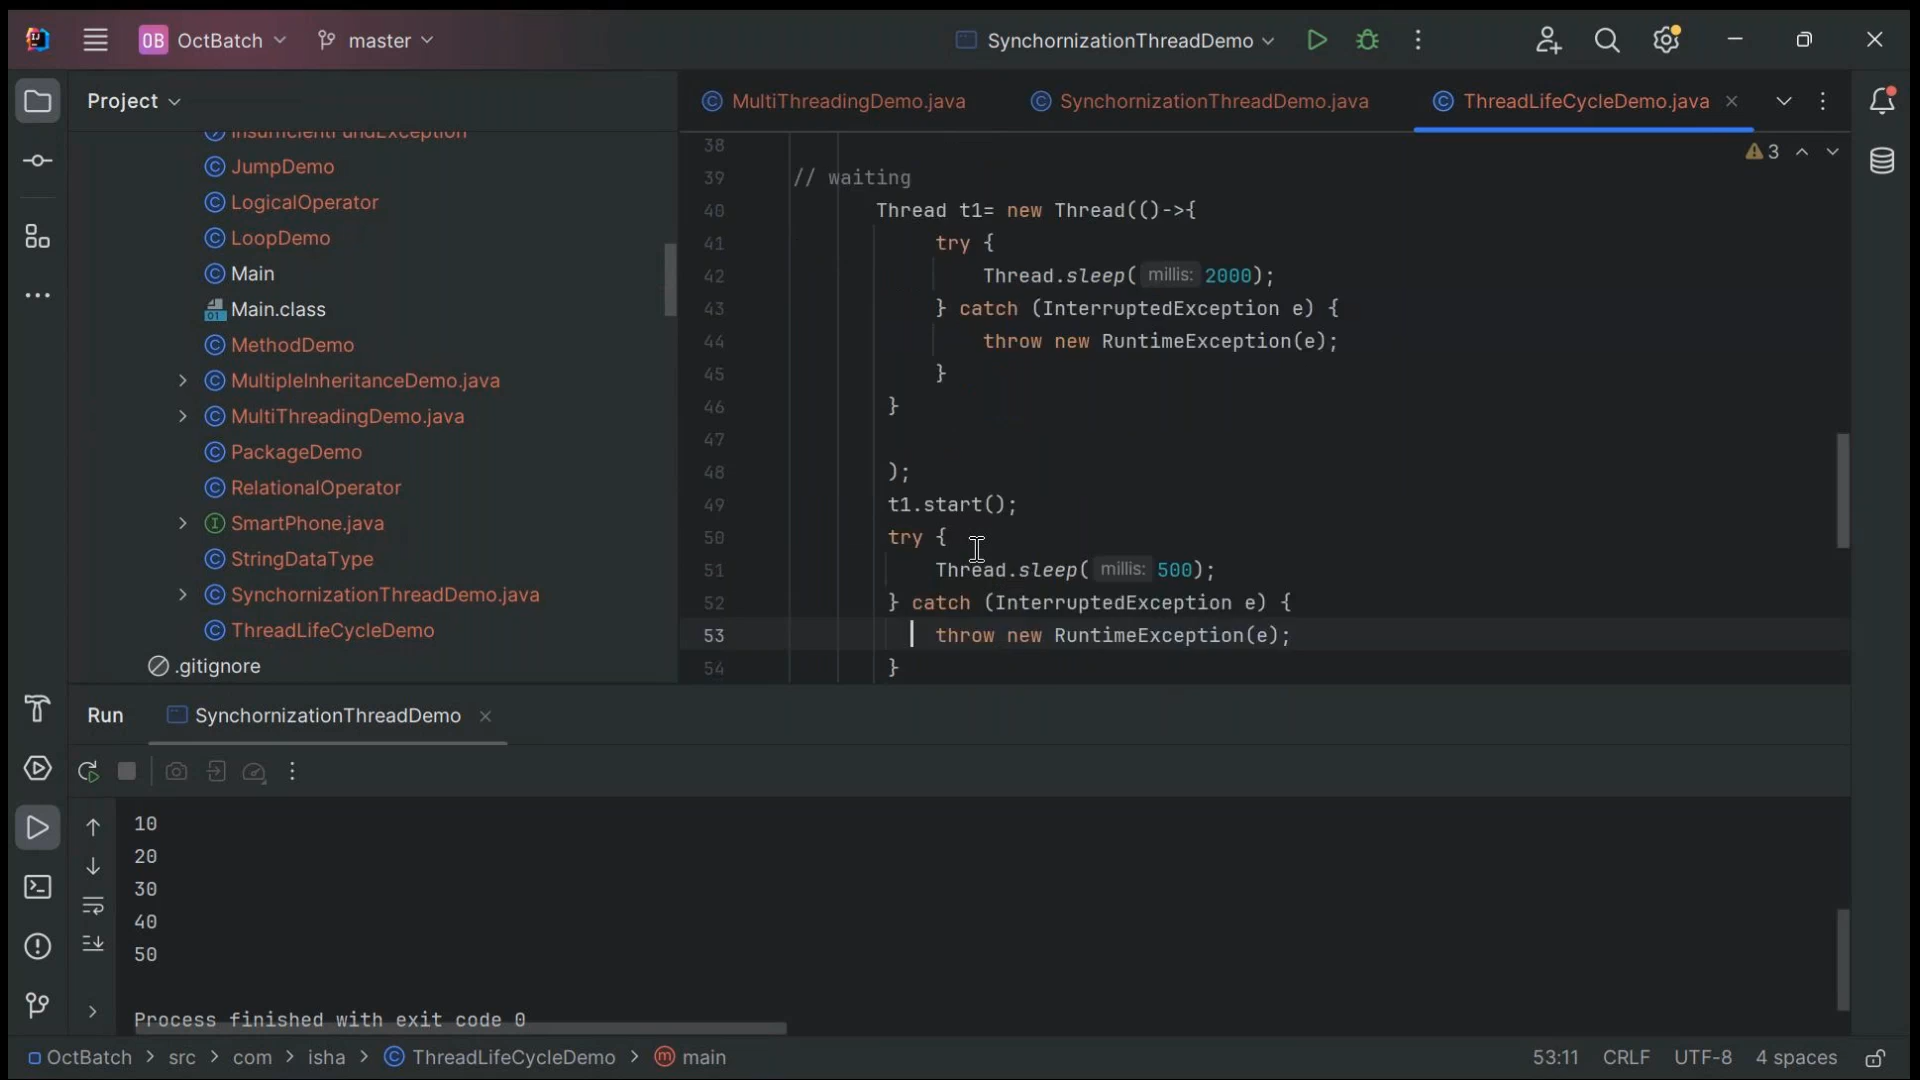 OB OctBatch master SynchornizationThreadDemo
Project
MultiThreadingDemo.java SynchornizationThreadDemo.java ThreadLifeCycleDemo.java
InsufficientFundException
JumpDemo
LogicalOperator
LoopDemo
Main
Main.class
MethodDemo
MultipleInheritanceDemo.java
MultiThreadingDemo.java
PackageDemo
RelationalOperator
SmartPhone.java
StringDataType
SynchornizationThreadDemo.java
ThreadLifeCycleDemo
.gitignore
3
38
39 // waiting
40 Thread t1= new Thread(()->{
41 try {
42 Thread.sleep( millis: 2000);
43 } catch (InterruptedException e) {
44 throw new RuntimeException(e);
45 }
46 }
47
48 );
49 t1.start();
50 try {
51 Thread.sleep( millis: 500);
52 } catch (InterruptedException e) {
53 throw new RuntimeException(e);
54 }
Run SynchornizationThreadDemo
10
20
30
40
50
Process finished with exit code 0
OctBatch > src > com > isha > ThreadLifeCycleDemo > main 53:11 CRLF UTF-8 4 spaces